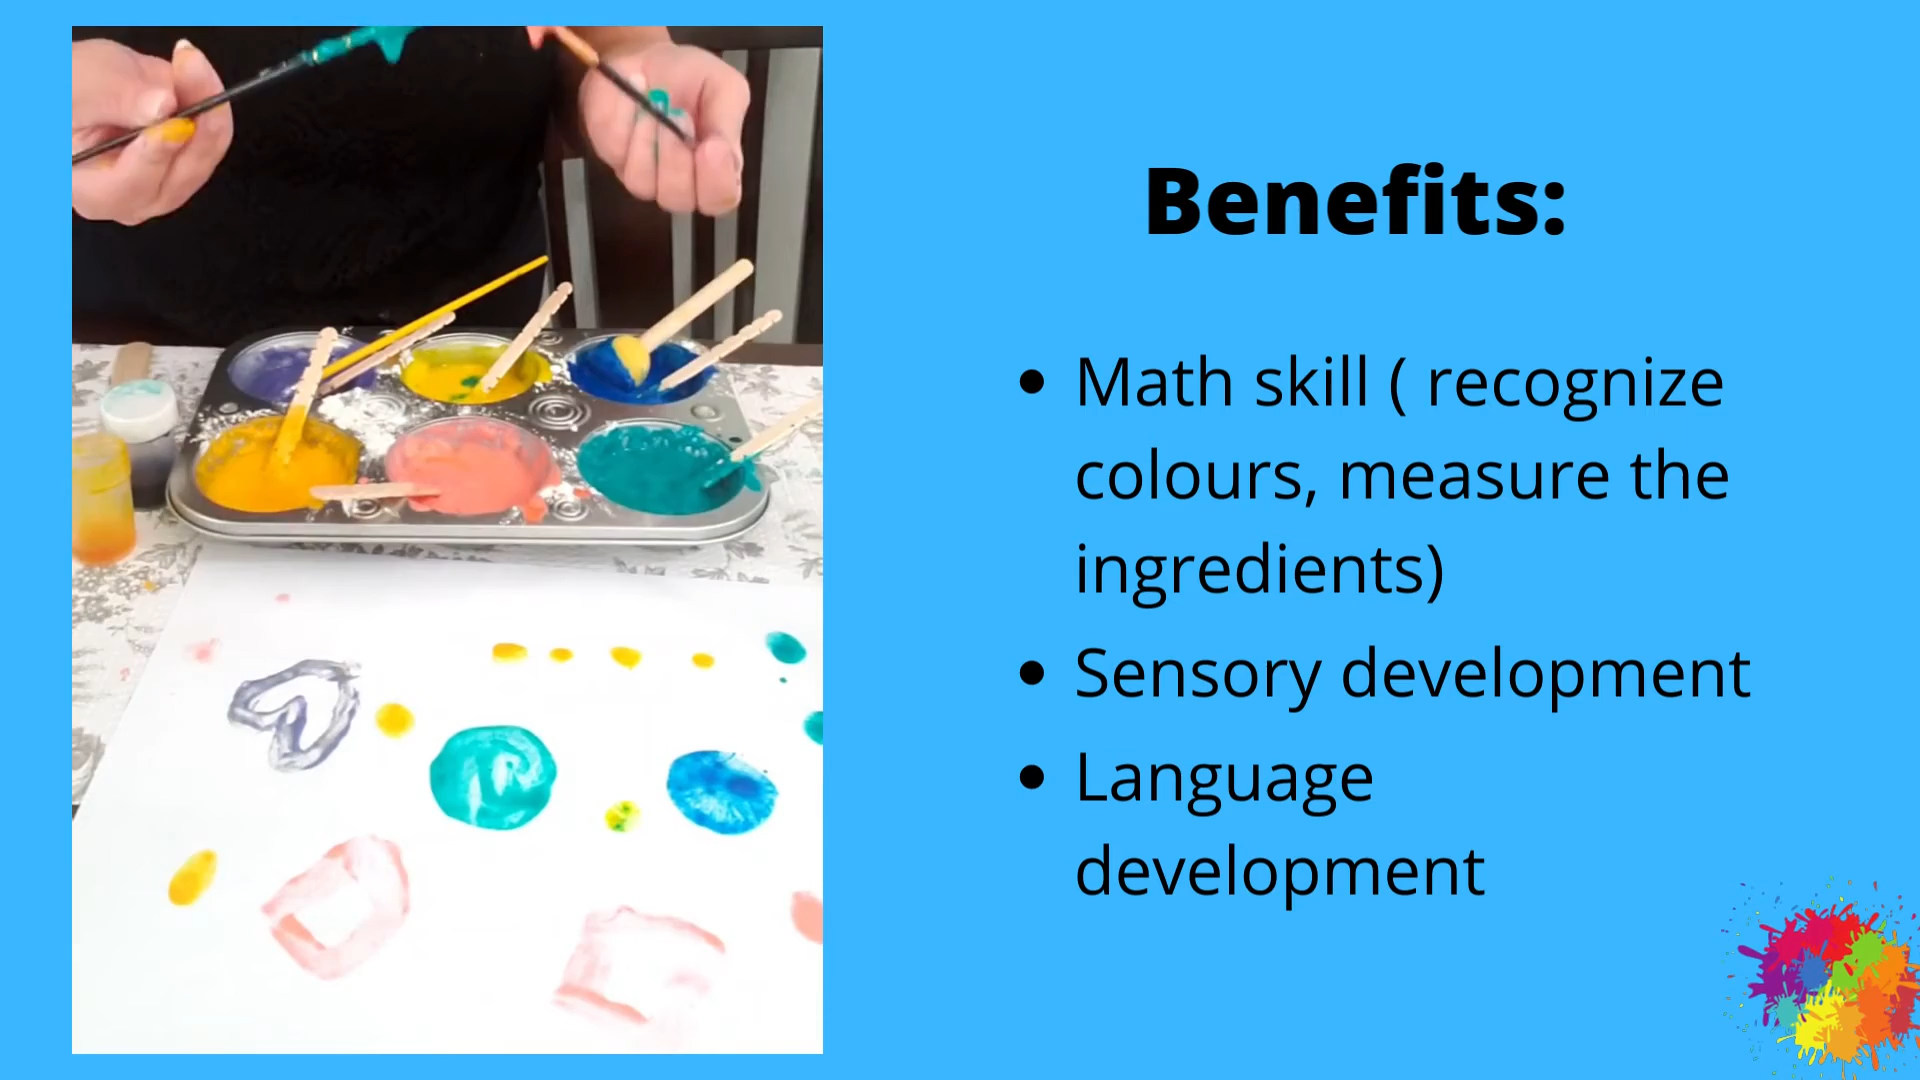 Benefits:
• Math skill ( recognize
colours, measure the
ingredients)
• Sensory development
• Language
development